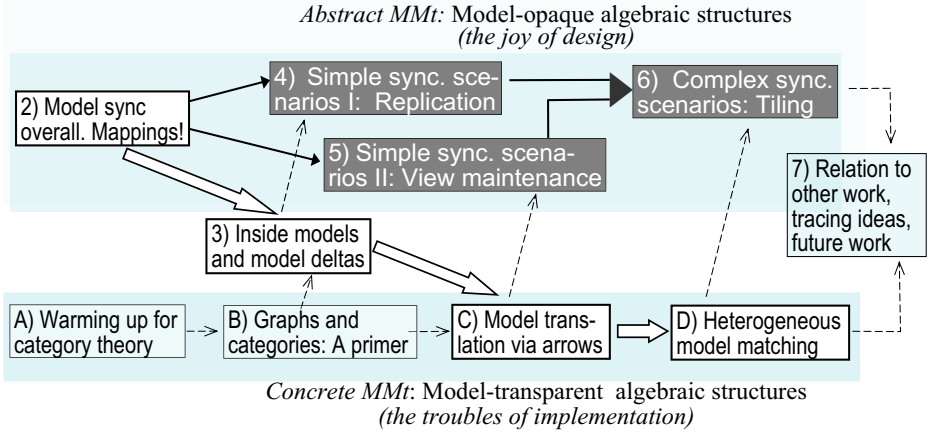 Abstract MMt: Model-opaque algebraic structures
(the joy of design)
4) Simple sync. sce-
narios I: Replication
6) Complex sync.
scenarios: Tiling
2) Model sync
overall. Mappings!
5) Simple sync. scena-
rios II: View maintenance
7) Relation to
other work,
tracing ideas,
future work
3) Inside models
and model deltas
A) Warming up for
category theory
B) Graphs and
categories: A primer
C) Model trans-
lation via arrows
D) Heterogeneous
model matching
Concrete MMt: Model-transparent algebraic structures
(the troubles of implementation)